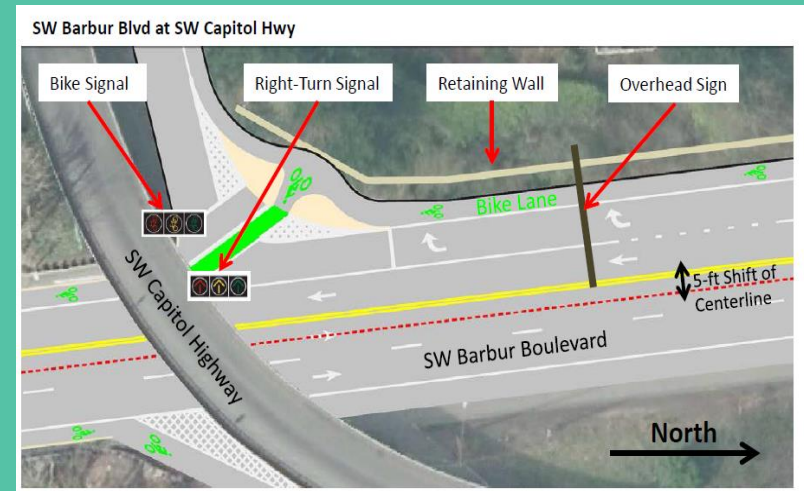 SW Barbur Blvd at SW Capitol Hwy
Bike Signal
Right-Turn Signal
Retaining Wall
Overhead Sign
Bike Lane
5-ft Shift of
Centerline
SW Capitol Highway
SW Barbur Boulevard
North